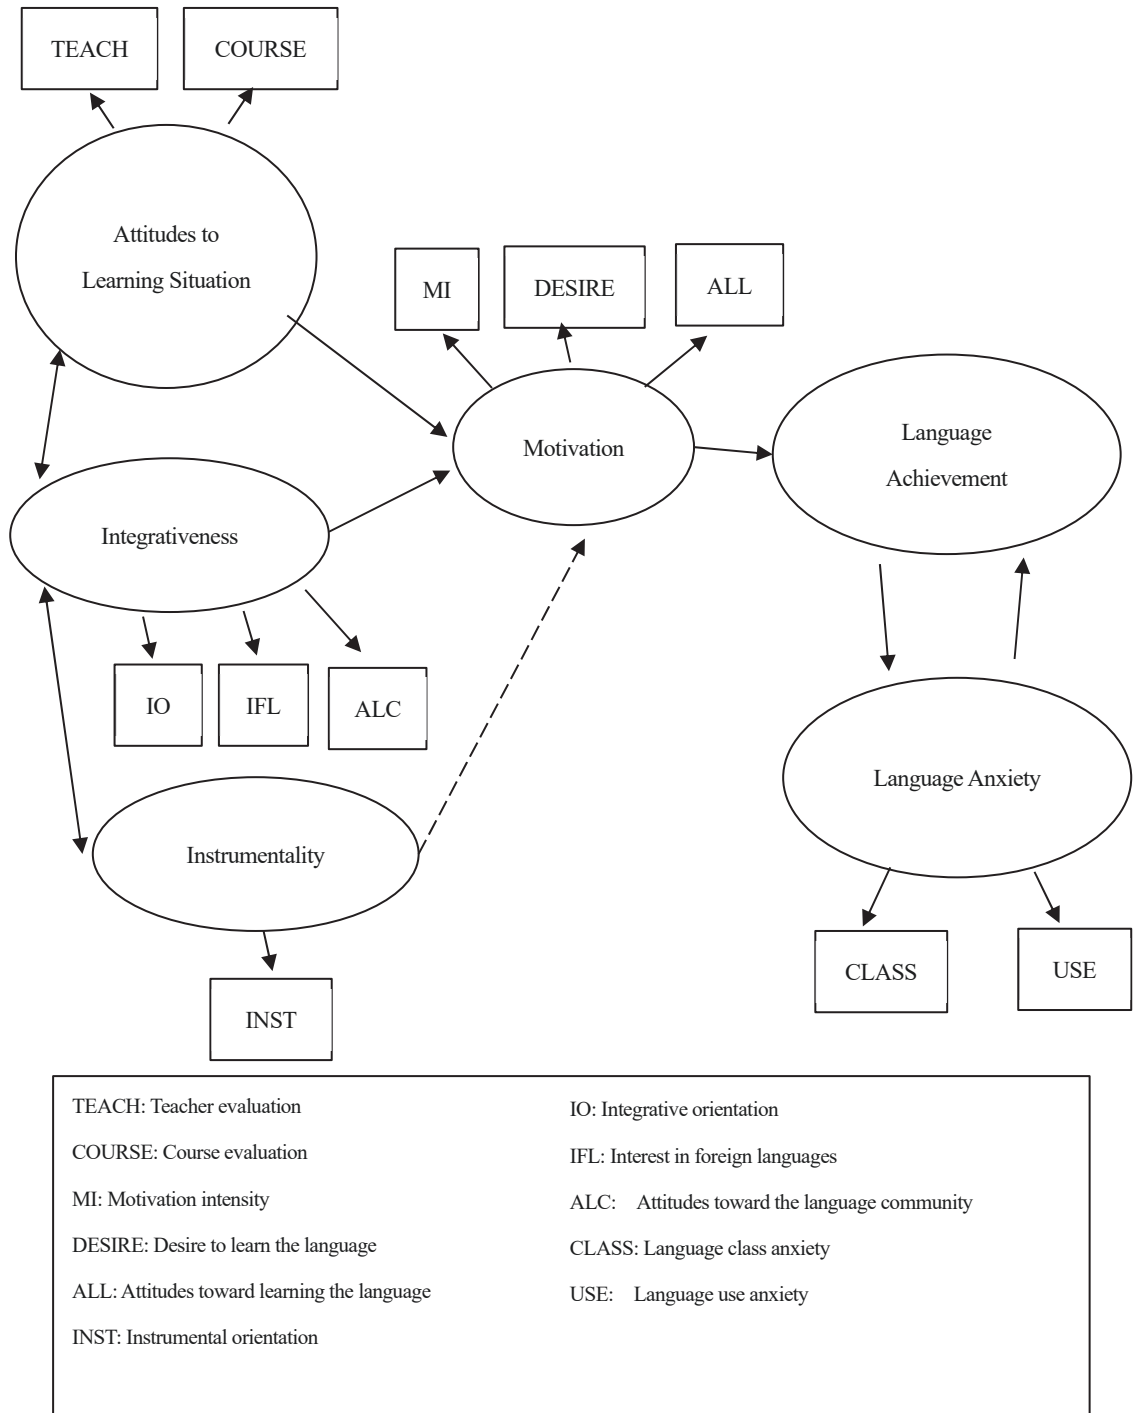 TEACH
COURSE
Attitudes to
Learning Situation
MI
DESIRE
ALL
Motivation
Language
Achievement
Integrativeness
IO
IFL
ALC
Language Anxiety
Instrumentality
CLASS
USE
INST
TEACH: Teacher evaluation
COURSE: Course evaluation
MI: Motivation intensity
DESIRE: Desire to learn the language
ALL: Attitudes toward learning the language
INST: Instrumental orientation
IO: Integrative orientation
IFL: Interest in foreign languages
ALC: Attitudes toward the language community
CLASS: Language class anxiety
USE: Language use anxiety